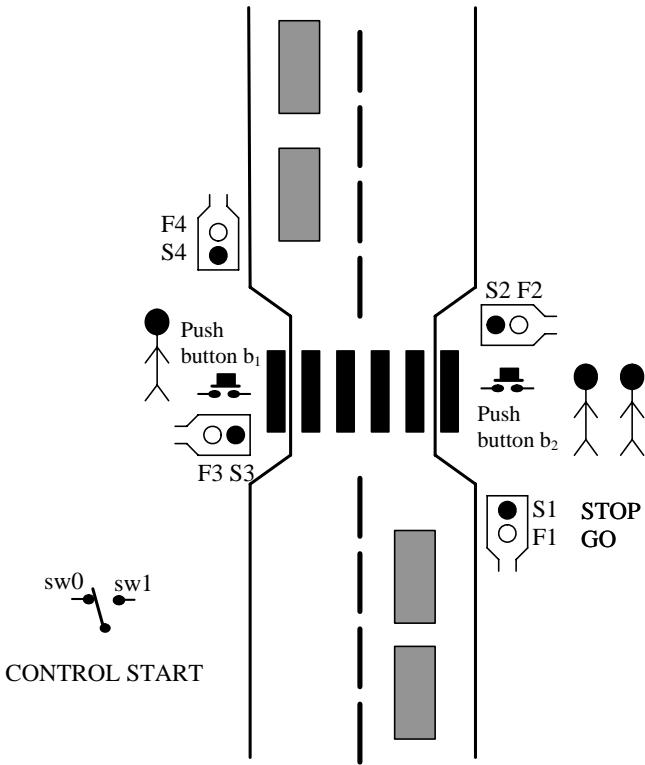 F4
S4
S2 F2
Push
button b₁
Push
button b₂
F3 S3
S1 STOP
F1 GO
sw0 sw1
CONTROL START